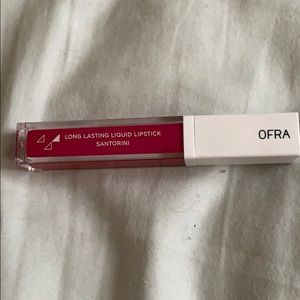 LONG LASTING LIQUID LIPSTICK
SANTORINI
OFRA